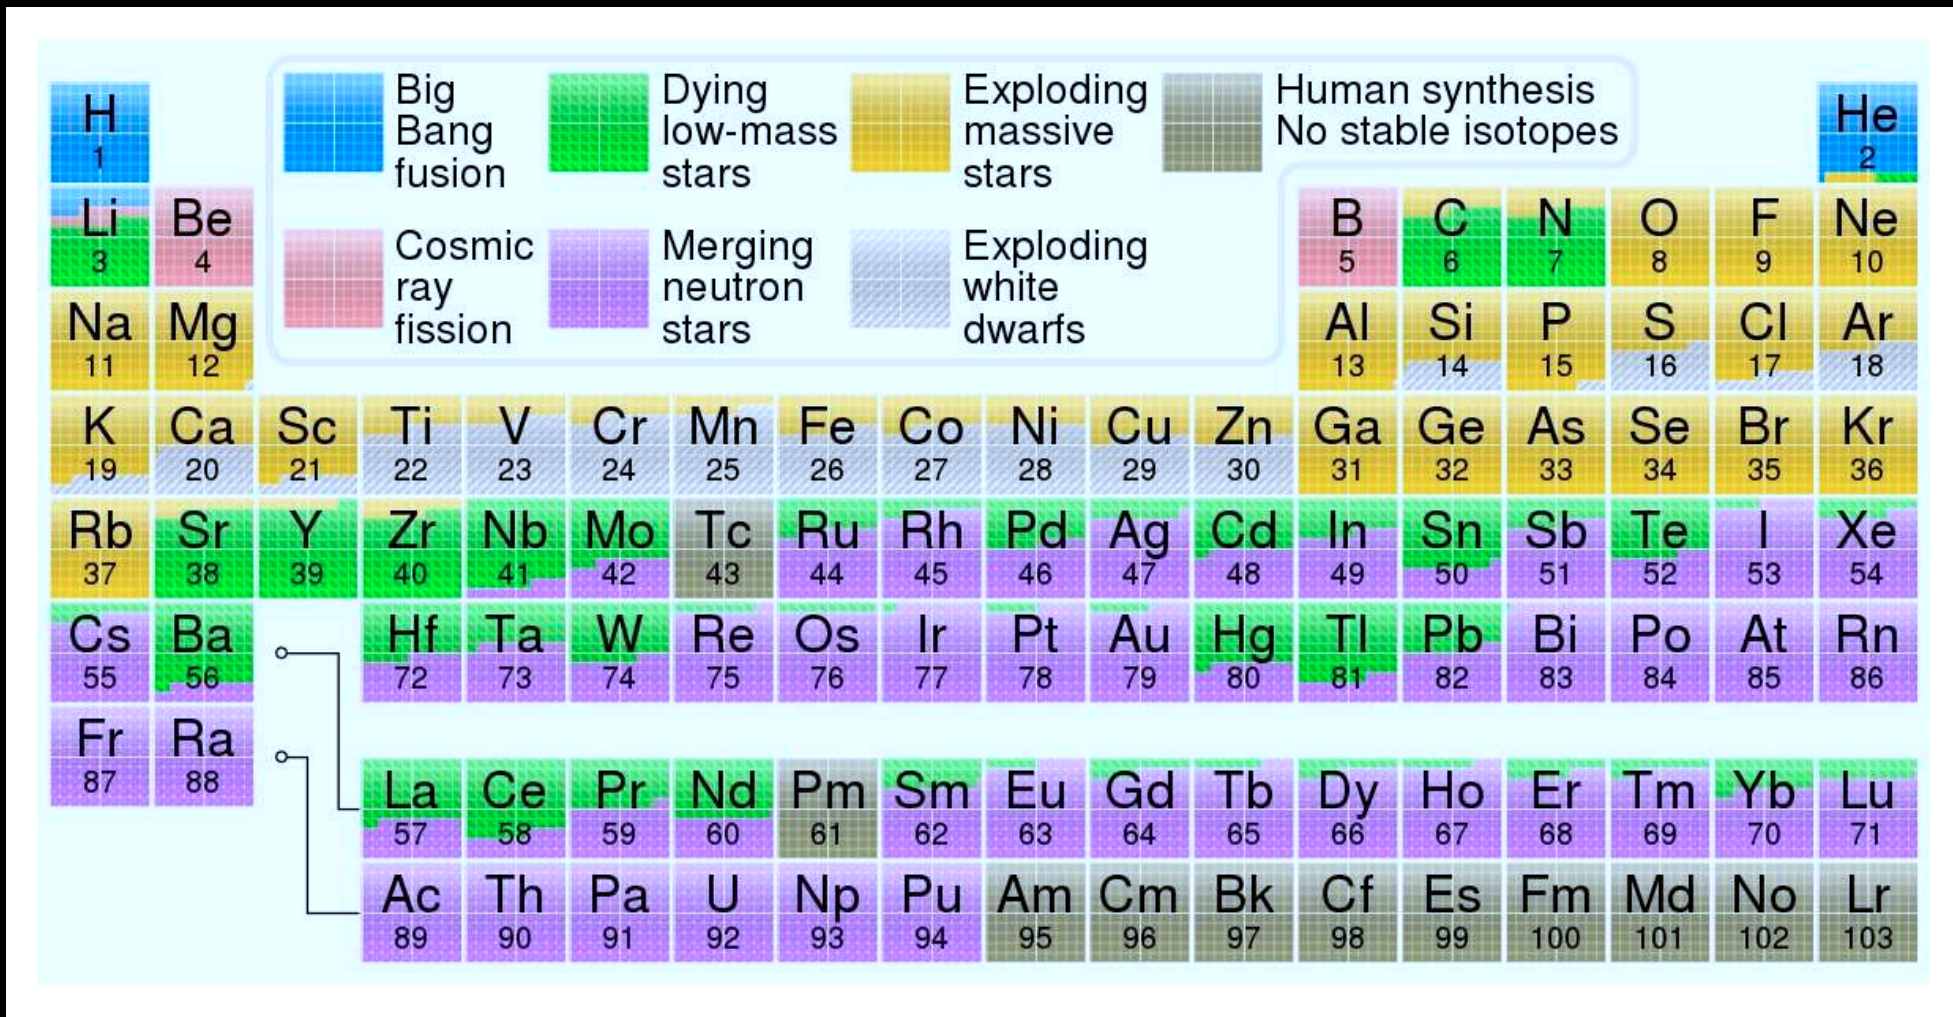 Big Bang fusion
Dying low-mass stars
Exploding massive stars
Human synthesis
No stable isotopes
Cosmic ray fission
Merging neutron stars
Exploding white dwarfs
H He
1 2
Li Be B C N O F Ne
3 4 5 6 7 8 9 10
Na Mg Al Si P S Cl Ar
11 12 13 14 15 16 17 18
K Ca Sc Ti V Cr Mn Fe Co Ni Cu Zn Ga Ge As Se Br Kr
19 20 21 22 23 24 25 26 27 28 29 30 31 32 33 34 35 36
Rb Sr Y Zr Nb Mo Tc Ru Rh Pd Ag Cd In Sn Sb Te I Xe
37 38 39 40 41 42 43 44 45 46 47 48 49 50 51 52 53 54
Cs Ba Hf Ta W Re Os Ir Pt Au Hg Tl Pb Bi Po At Rn
55 56 72 73 74 75 76 77 78 79 80 81 82 83 84 85 86
Fr Ra
87 88
La Ce Pr Nd Pm Sm Eu Gd Tb Dy Ho Er Tm Yb Lu
57 58 59 60 61 62 63 64 65 66 67 68 69 70 71
Ac Th Pa U Np Pu Am Cm Bk Cf Es Fm Md No Lr
89 90 91 92 93 94 95 96 97 98 99 100 101 102 103